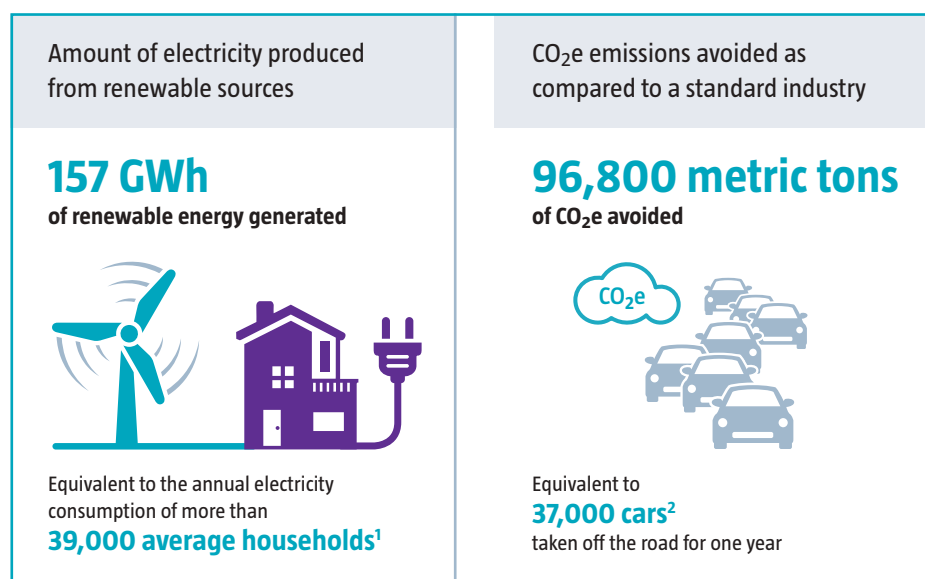 Amount of electricity produced
from renewable sources
157 GWh
of renewable energy generated
Equivalent to the annual electricity
consumption of more than
39,000 average households¹
CO₂e emissions avoided as
compared to a standard industry
96,800 metric tons
of CO₂e avoided
CO₂e
Equivalent to
37,000 cars²
taken off the road for one year